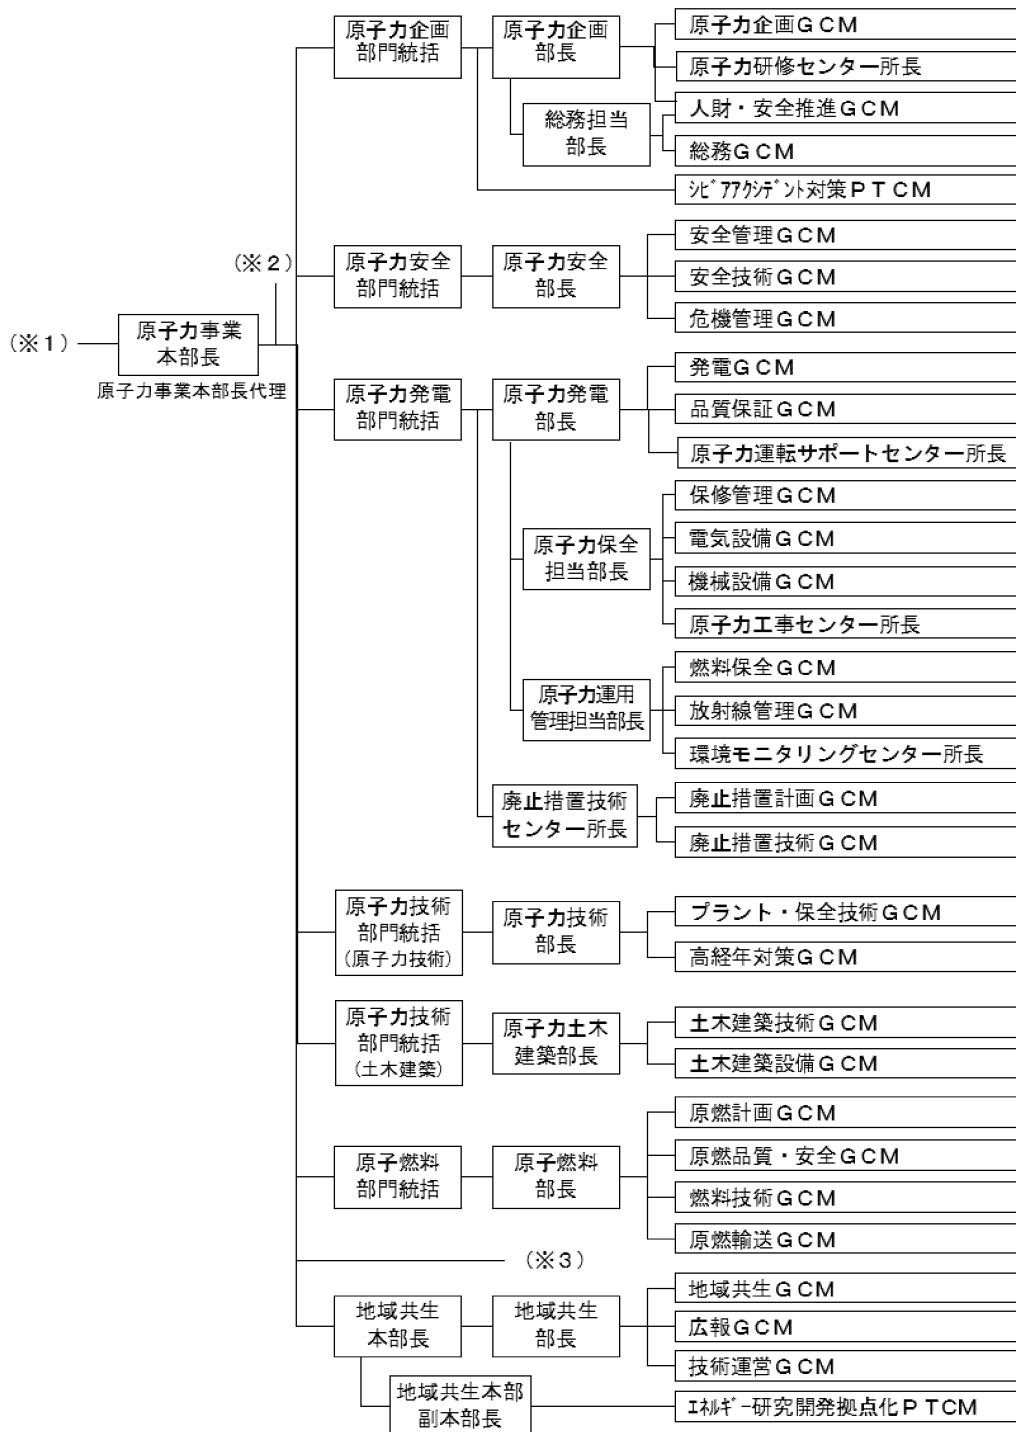 原子力企画
部門統括
原子力企画
部長
原子力企画ＧＣＭ
原子力研修センター所長
人財・安全推進ＧＣＭ
総務担当
部長
総務ＧＣＭ
ｼﾋﾞｱｱｸｼﾃﾞﾝﾄ対策ＰＴＣＭ
(※２)
原子力安全
部門統括
原子力安全
部長
安全管理ＧＣＭ
安全技術ＧＣＭ
危機管理ＧＣＭ
(※１)
原子力事業
本部長
原子力事業本部長代理
原子力発電
部門統括
原子力発電
部長
発電ＧＣＭ
品質保証ＧＣＭ
原子力運転サポートセンター所長
原子力保全
担当部長
保修管理ＧＣＭ
電気設備ＧＣＭ
機械設備ＧＣＭ
原子力工事センター所長
原子力運用
管理担当部長
燃料保全ＧＣＭ
放射線管理ＧＣＭ
環境モニタリングセンター所長
廃止措置技術
センター所長
廃止措置計画ＧＣＭ
廃止措置技術ＧＣＭ
原子力技術
部門統括
(原子力技術)
原子力技術
部長
プラント・保全技術ＧＣＭ
高経年対策ＧＣＭ
原子力技術
部門統括
(土木建築)
原子力土木
建築部長
土木建築技術ＧＣＭ
土木建築設備ＧＣＭ
原子燃料
部門統括
原子燃料
部長
原燃計画ＧＣＭ
原燃品質・安全ＧＣＭ
燃料技術ＧＣＭ
原燃輸送ＧＣＭ
(※３)
地域共生
本部長
地域共生
部長
地域共生ＧＣＭ
広報ＧＣＭ
技術運営ＧＣＭ
地域共生本部
副本部長
ｴﾈﾙｷﾞｰ研究開発拠点化ＰＴＣＭ